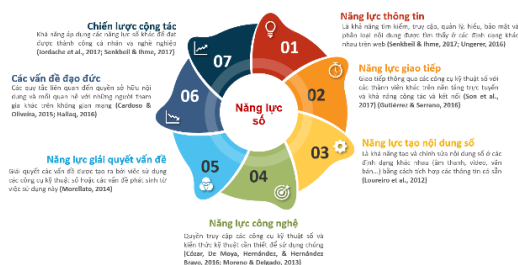 Năng lực thông tin
01
Là khả năng tìm kiếm, truy cập, quản lý, hiểu, bảo mật và
phân loại nội dung được tìm thấy ở các định dạng khác
nhau trên web (Senkbeil & Ihme, 2017; Ungerer, 2016)
Năng lực giao tiếp
02
Giao tiếp thông qua các công cụ kỹ thuật số với
các thành viên khác trên nền tảng trực tuyến
và khả năng cộng tác và kết nối (Son et al.,
2017) (Gutiérrez & Serrano, 2016)
Năng lực tạo nội dung số
03
Là khả năng tạo và chỉnh sửa nội dung số ở các
định dạng khác nhau (âm thanh, video, văn
bản...) bằng cách tích hợp các thông tin có sẵn
(Loureiro et al., 2012)
04
Năng lực công nghệ
Quyền truy cập các công cụ kỹ thuật số và
kiến thức kỹ thuật cần thiết để sử dụng chúng
(Cózar, De Moya, Hernández, & Hernández
Bravo, 2016; Moreno & Delgado, 2013)
Năng lực giải quyết vấn đề
05
Giải quyết các vấn đề được tạo ra bởi việc sử dụng
các công cụ kỹ thuật số hoặc các vấn đề phát sinh từ
việc sử dụng này (Morellato, 2014)
Các vấn đề đạo đức
06
Các quy tắc liên quan đến quyền sở hữu nội
dung và mối quan hệ với những người tham
gia khác trên không gian mạng (Cardoso &
Oliveira, 2015; Hallaq, 2016)
Chiến lược cộng tác
07
Khả năng áp dụng các năng lực số khác để đạt
được thành công cá nhân và nghề nghiệp
(Iordache et al., 2017; Senkbeil & Ihme, 2017)
Năng lực
số